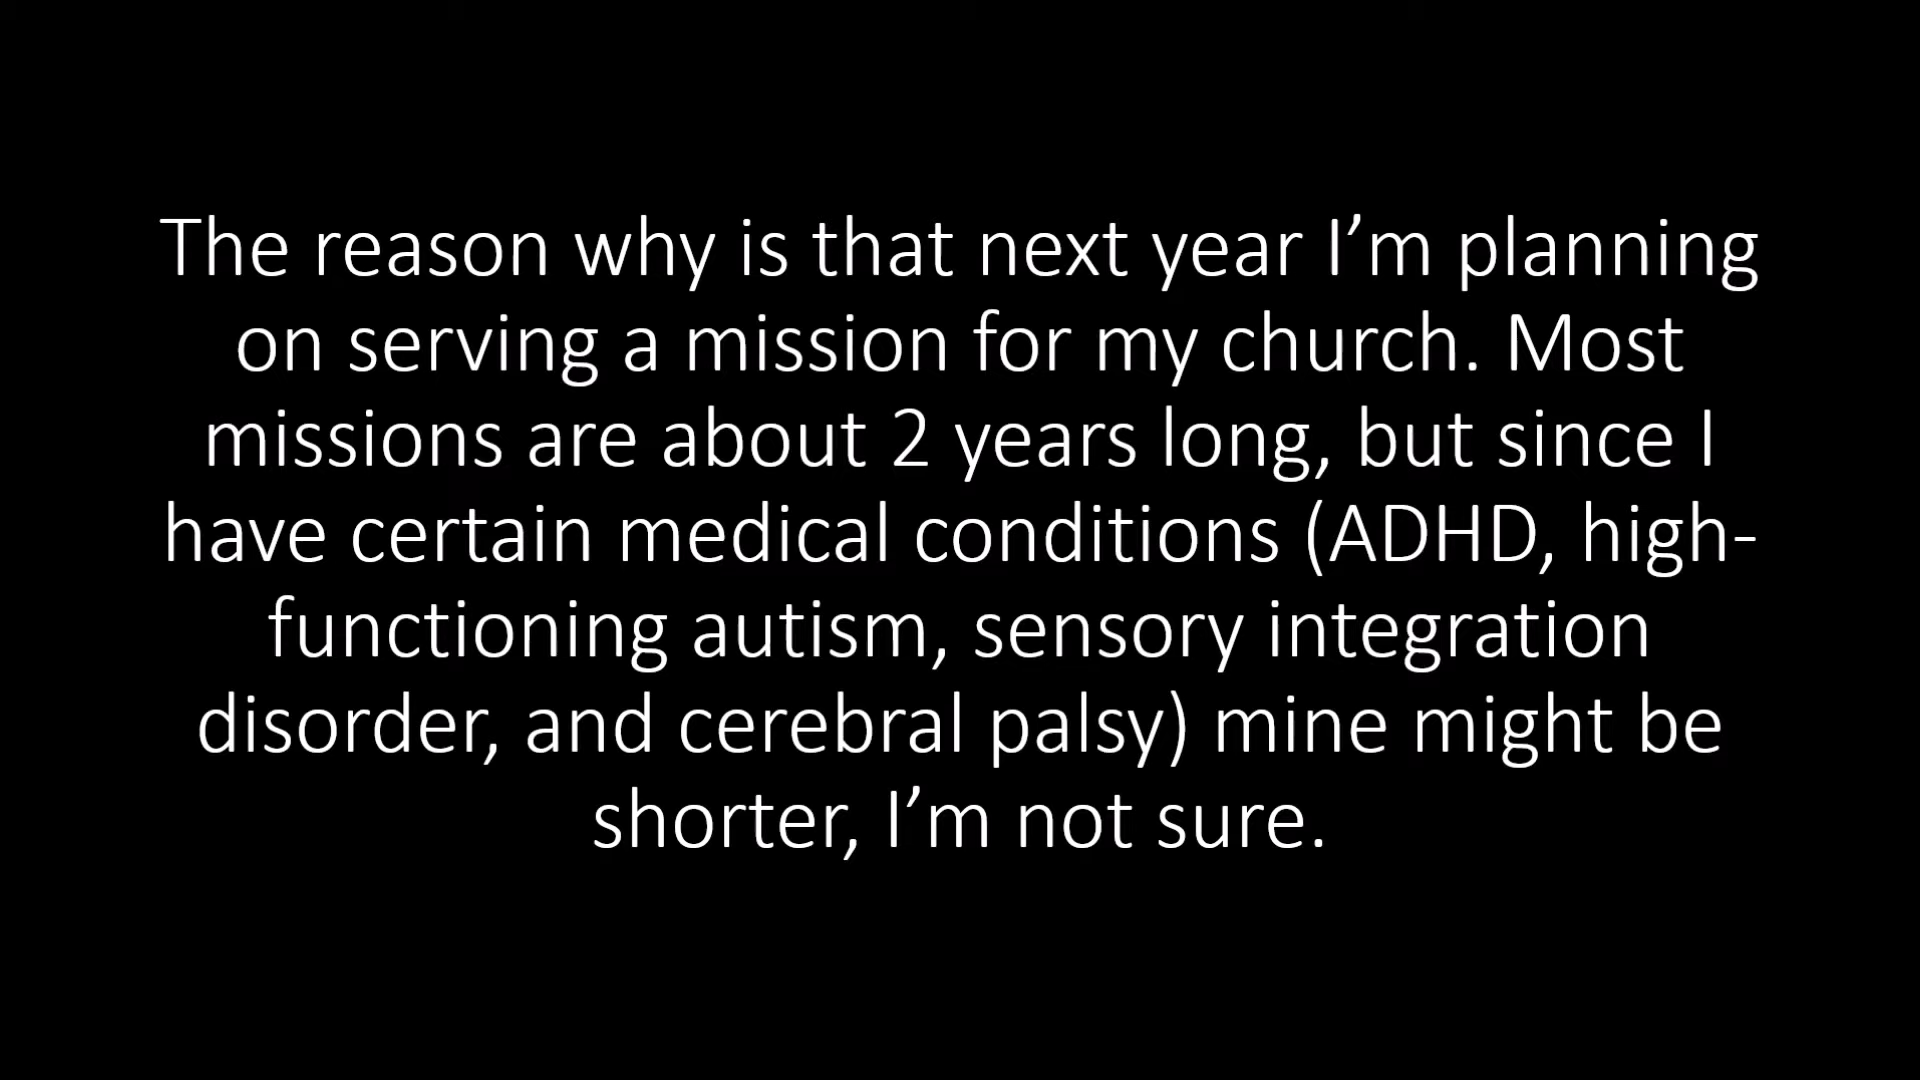 The reason why is that next year I’m planning
on serving a mission for my church. Most
missions are about 2 years long, but since I
have certain medical conditions (ADHD, high-
functioning autism, sensory integration
disorder, and cerebral palsy) mine might be
shorter, I’m not sure.